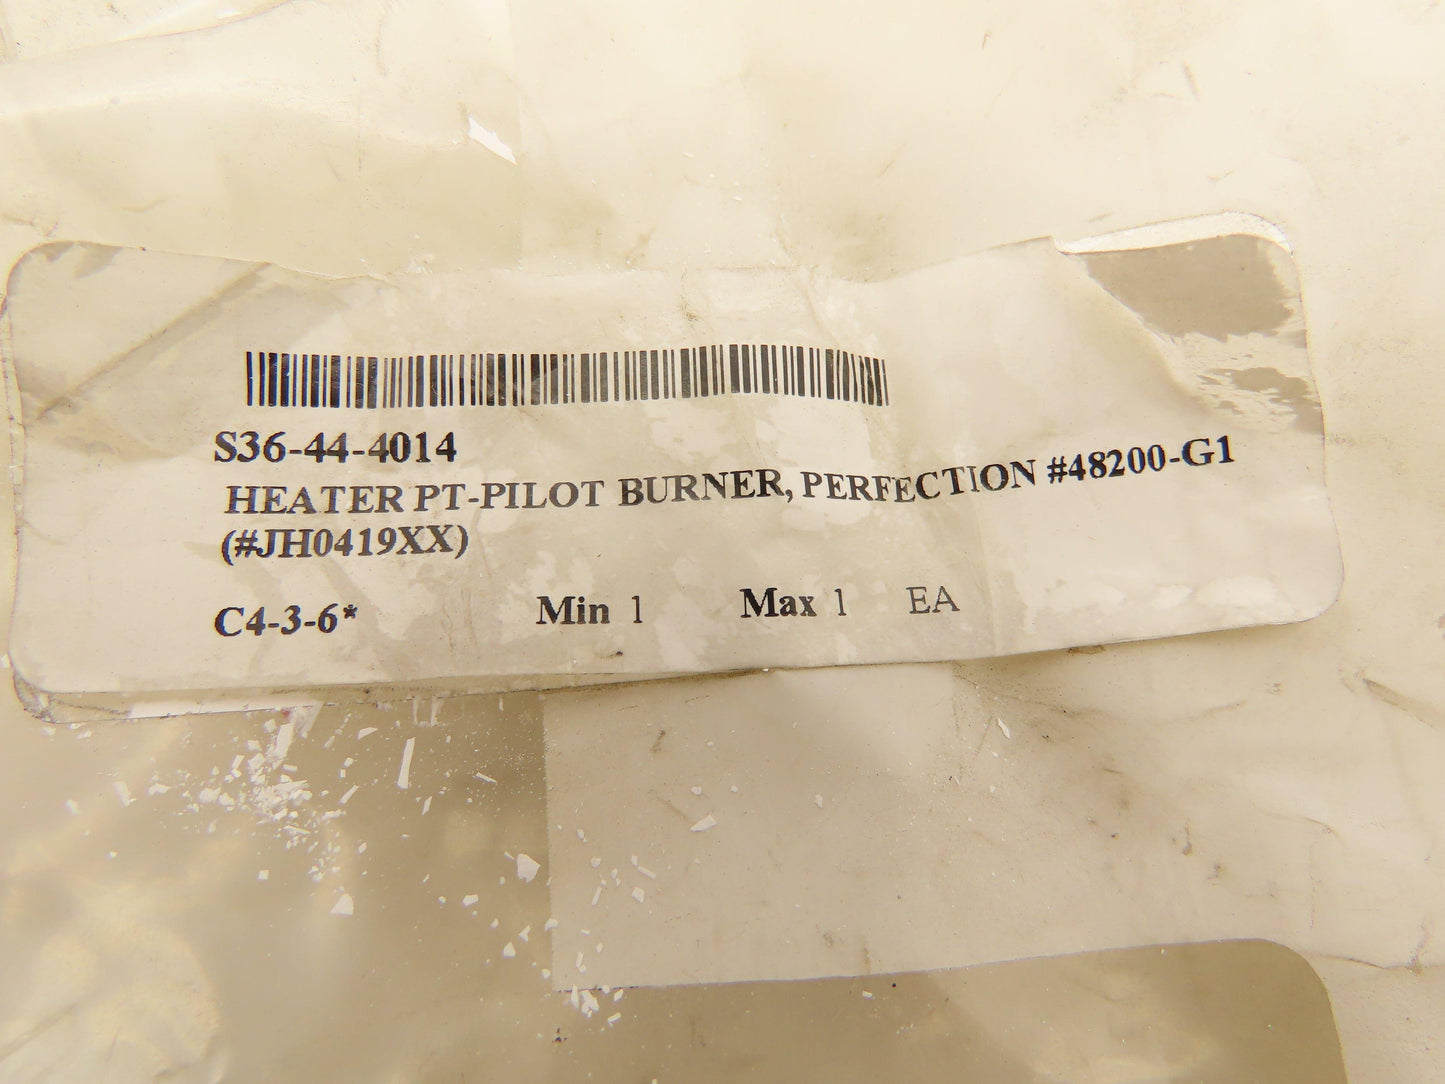 S36-44-4014
HEATER PT-PILOT BURNER, PERFECTION #48200-G1
(#JH0419XX)
C4-3-6* Min 1 Max 1 EA